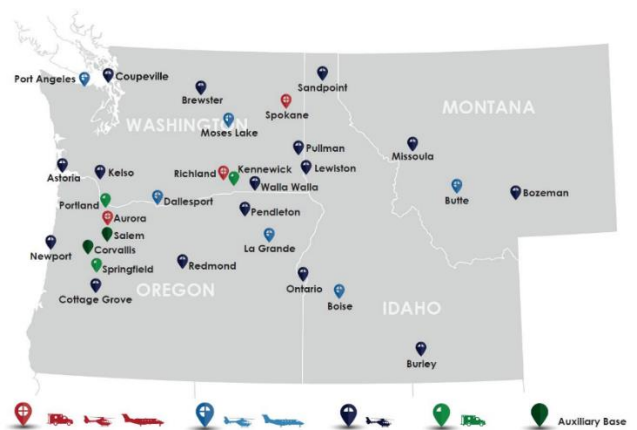 Port Angeles
Coupeville
Sandpoint
Brewster
Spokane
MONTANA
WASHINGTON
Moses Lake
Pullman
Missoula
Astoria
Kelso
Richland
Kennewick
Lewiston
Walla Walla
Butte
Bozeman
Portland
Dallesport
Aurora
Pendleton
Salem
La Grande
Newport
Corvallis
Springfield
Redmond
Ontario
Cottage Grove
OREGON
Boise
IDAHO
Burley
Auxiliary Base